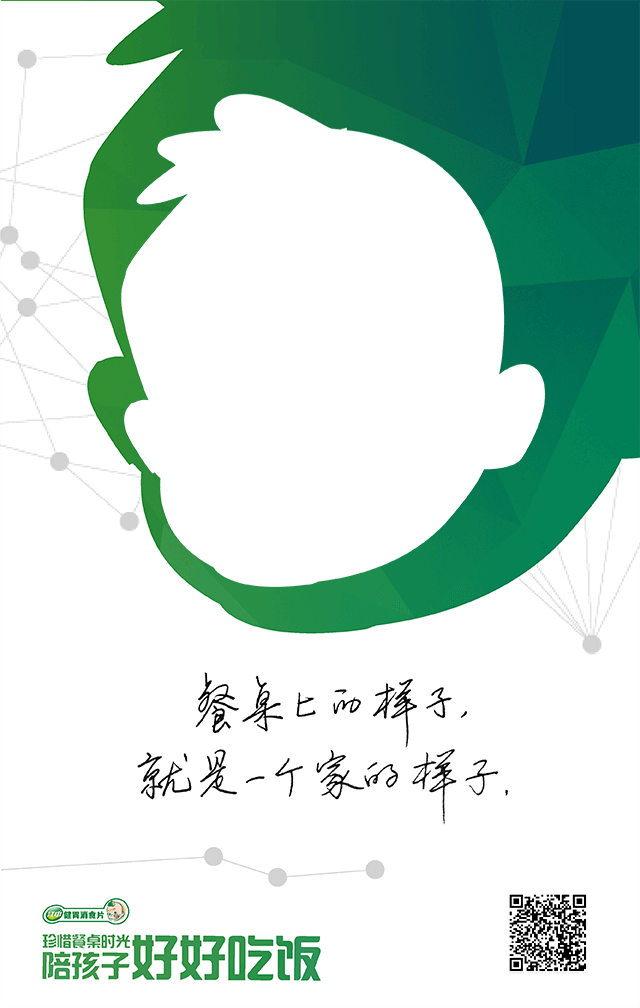 餐桌上的样子,
就是一个家的样子.
健胃消食片
珍惜餐桌时光
陪孩子好好吃饭